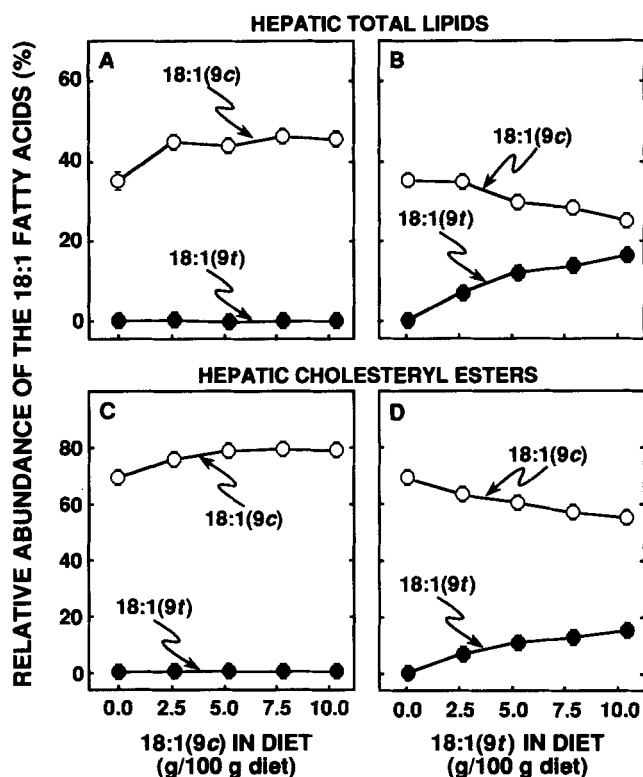 HEPATIC TOTAL LIPIDS
RELATIVE ABUNDANCE OF THE 18:1 FATTY ACIDS (%)
A
18:1(9c)
18:1(9t)
60
40
20
0
B
18:1(9c)
18:1(9t)
HEPATIC CHOLESTERYL ESTERS
C
18:1(9c)
18:1(9t)
80
60
40
20
0
D
18:1(9c)
18:1(9t)
0.0 2.5 5.0 7.5 10.0
0.0 2.5 5.0 7.5 10.0
18:1(9c) IN DIET
(g/100 g diet)
18:1(9t) IN DIET
(g/100 g diet)